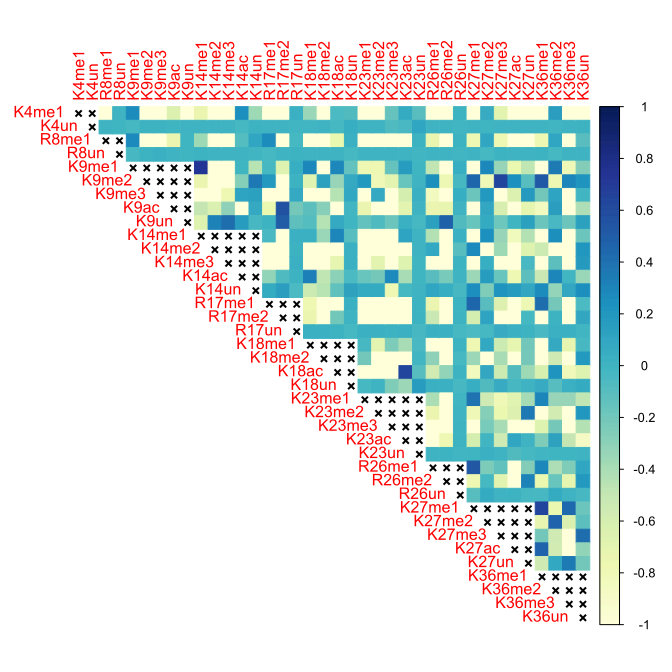 K4me1
K4un
R8me1
R8un
K9me1
K9me2
K9me3
K9ac
K9un
K14me1
K14me2
K14me3
K14ac
K14un
R17me1
R17me2
R17un
K18me1
K18me2
K18ac
K18un
K23me1
K23me2
K23me3
K23ac
K23un
R26me1
R26me2
R26un
K27me1
K27me2
K27me3
K27ac
K27un
K36me1
K36me2
K36me3
K36un
K4me1
K4un
R8me1
R8un
K9me1
K9me2
K9me3
K9ac
K9un
K14me1
K14me2
K14me3
K14ac
K14un
R17me1
R17me2
R17un
K18me1
K18me2
K18ac
K18un
K23me1
K23me2
K23me3
K23ac
K23un
R26me1
R26me2
R26un
K27me1
K27me2
K27me3
K27ac
K27un
K36me1
K36me2
K36me3
K36un
1
0.8
0.6
0.4
0.2
0
-0.2
-0.4
-0.6
-0.8
-1